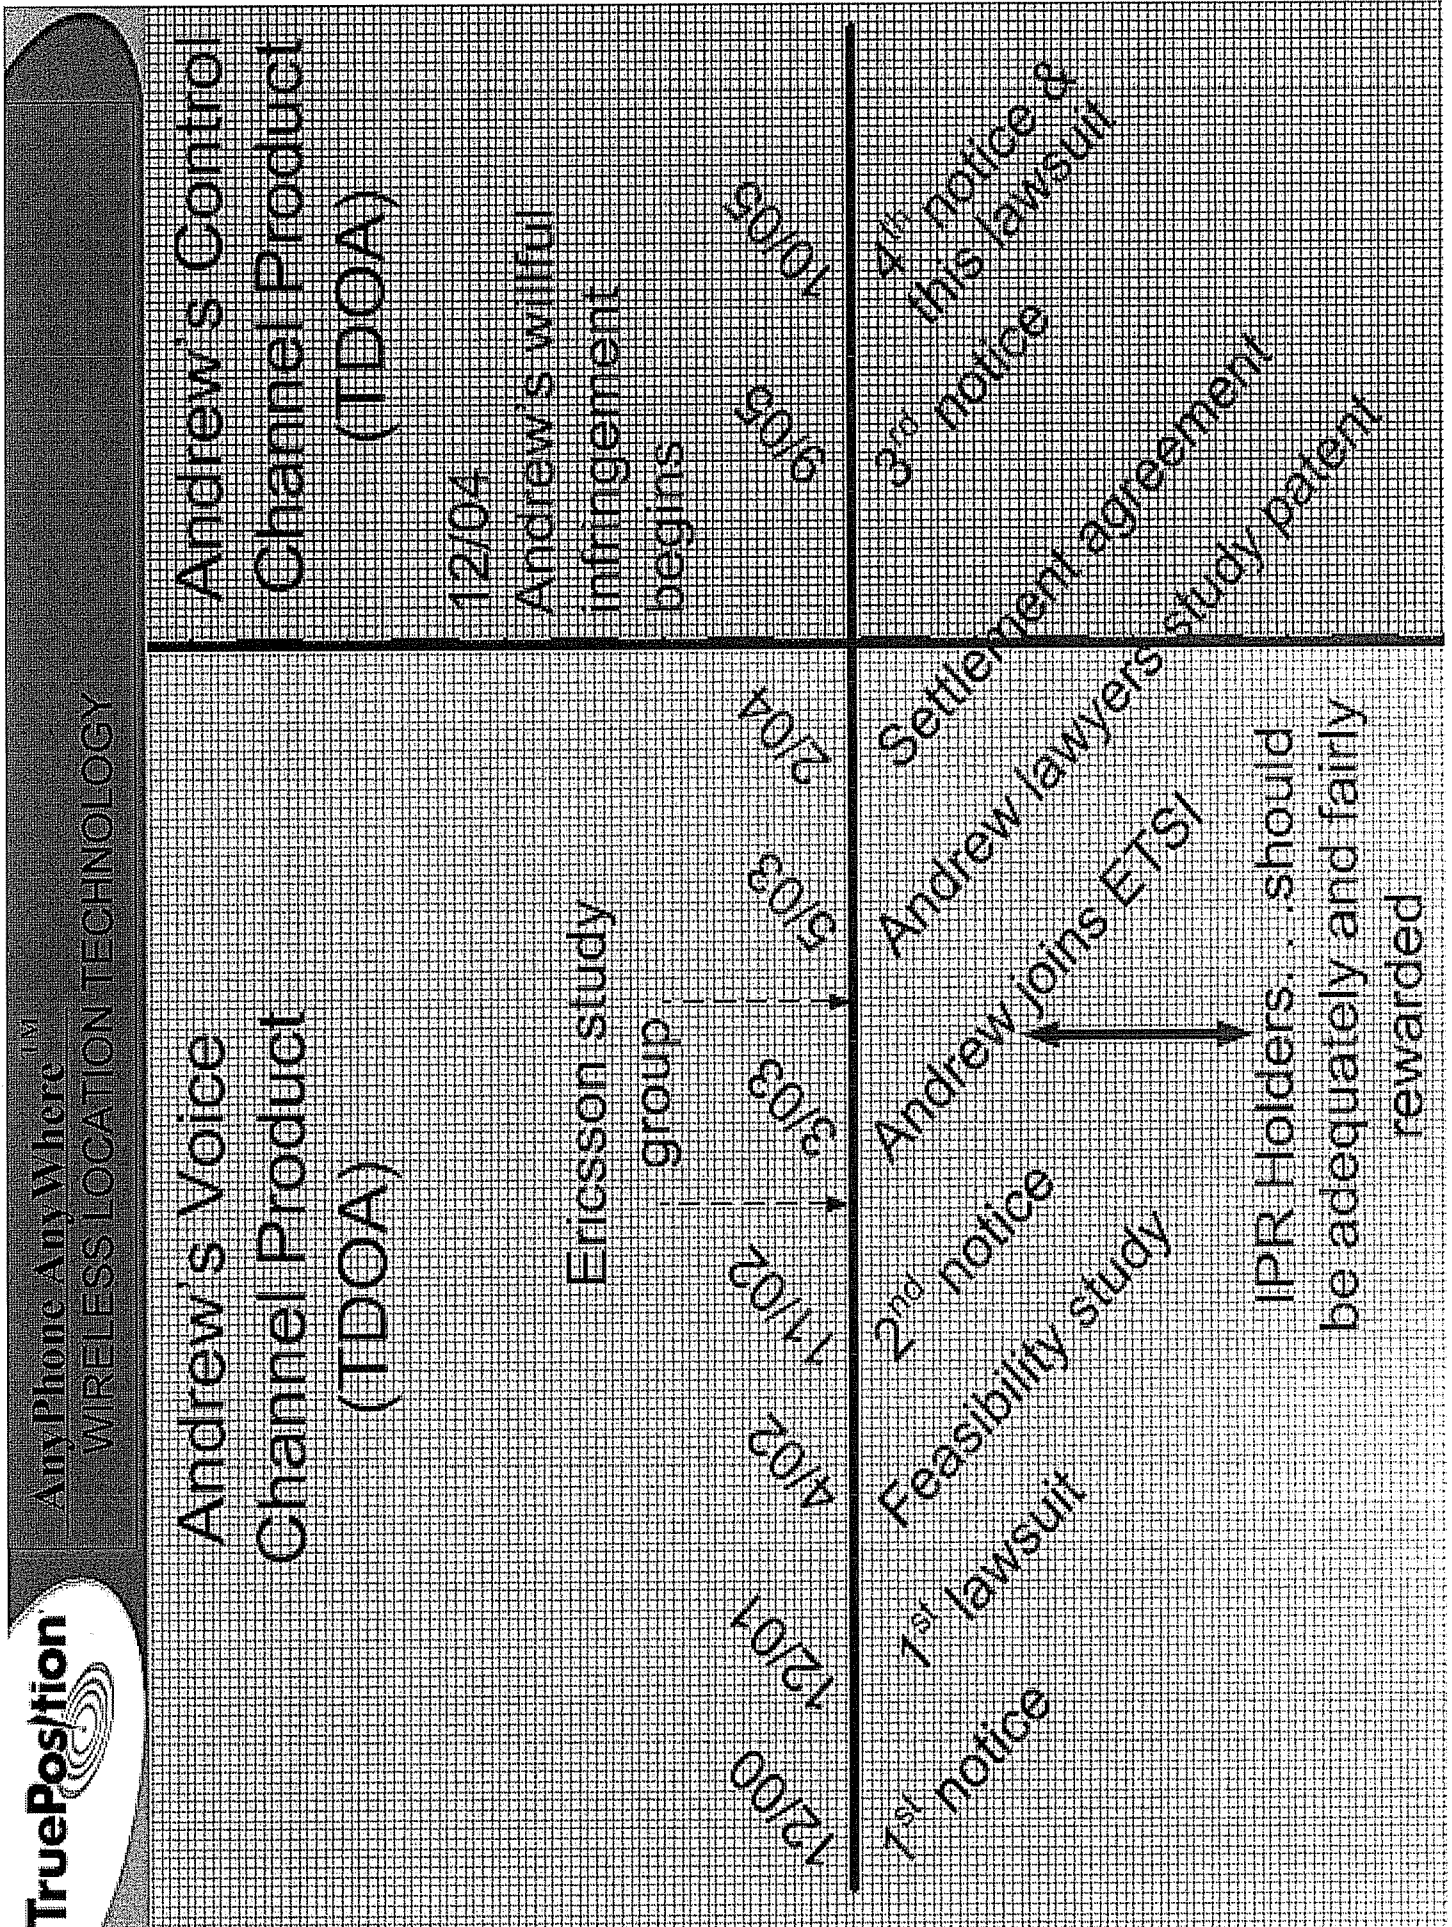 TruePosition
AnyPhone AnyWhere™
WIRELESS LOCATION TECHNOLOGY
Andrew's Voice
Channel Product
(TDOA)
Andrew's Control
Channel Product
(TDOA)
Ericsson study
group
12/04
Andrew's willful
infringement
begins
12/00
12/01
4/02
11/02
3/03
5/03
2/04
9/05
10/05
1st notice
1st lawsuit
Feasibility study
2nd notice
Andrew joins ETSI
Andrew lawyers study patent
Settlement agreement
3rd notice
4th notice &
this lawsuit
IPR Holders. . .should
be adequately and fairly
rewarded